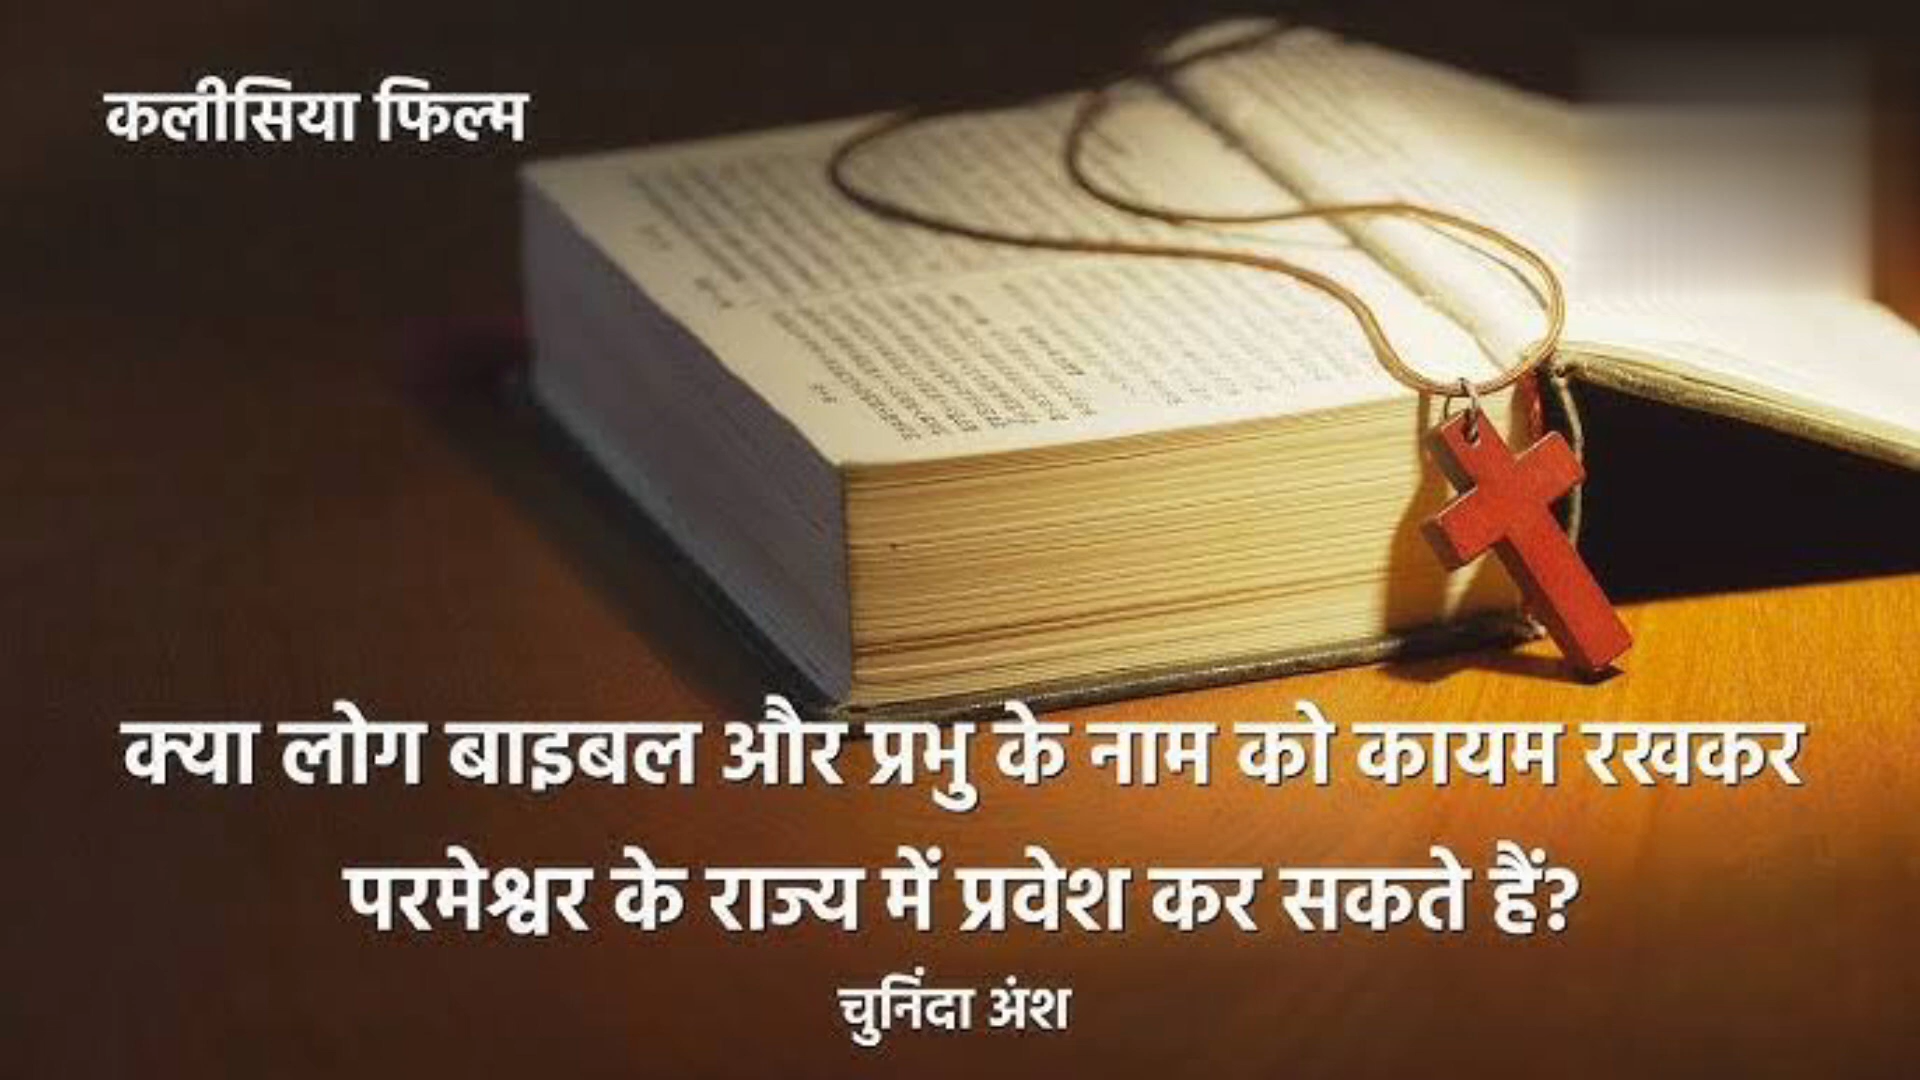 कलीसिया फिल्म
क्या लोग बाइबल और प्रभु के नाम को कायम रखकर
परमेश्वर के राज्य में प्रवेश कर सकते हैं?
चुनिंदा अंश